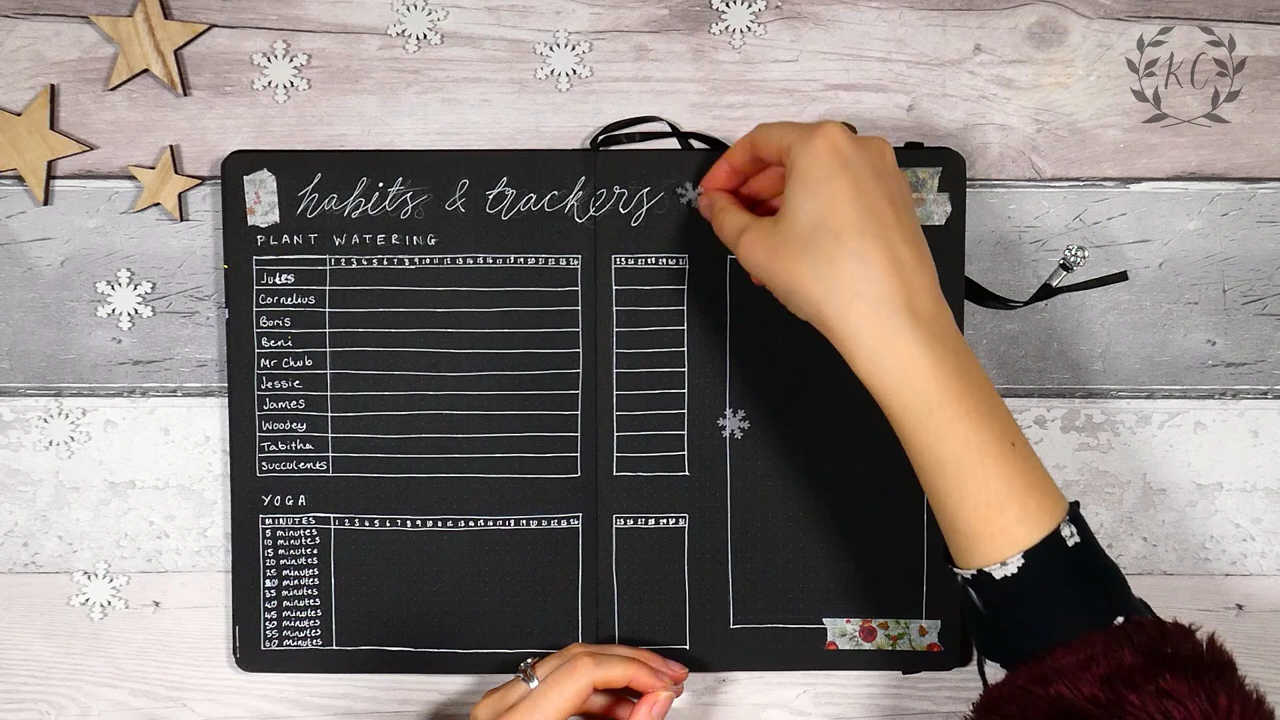 KC
habits & trackers
PLANT WATERING
1 2 3 4 5 6 7 8 9 10 11 12 13 14 15 16 17 18 19 20 21 22 23 24 25 26 27 28 29 30 31
Jutes
Cornelius
Boris
Beni
Mr Chub
Jessie
James
Woodey
Tabitha
Succulents
YOGA
MINUTES 1 2 3 4 5 6 7 8 9 10 11 12 13 14 15 16 17 18 19 20 21 22 23 24 25 26 27 28 29 30 31
5 minutes
10 minutes
15 minutes
20 minutes
25 minutes
30 minutes
35 minutes
40 minutes
45 minutes
50 minutes
55 minutes
60 minutes